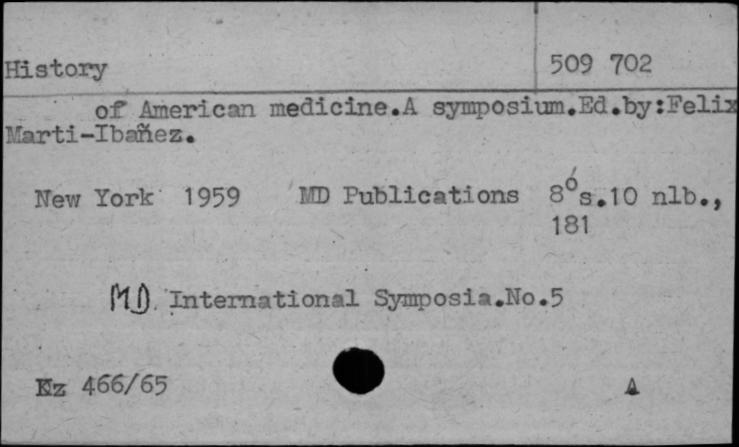 History 509 702
of American medicine.A symposium.Ed.by:Felix
Marti-Ibañez.
New York 1959 MD Publications 8°s.10 nlb.,
181
MD International Symposia.No.5
Kz 466/65 A